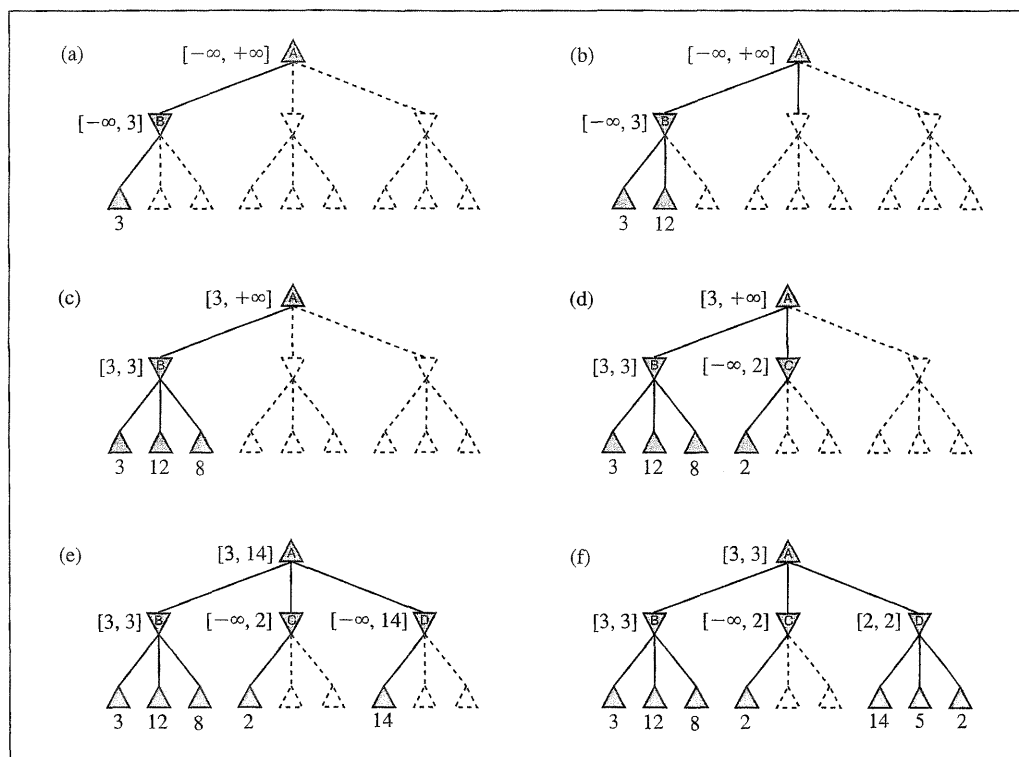 (a) [−∞, +∞] A
[−∞, 3] B
3
(b) [−∞, +∞] A
[−∞, 3] B
3 12
(c) [3, +∞] A
[3, 3] B
3 12 8
(d) [3, +∞] A
[3, 3] B [−∞, 2] C
3 12 8 2
(e) [3, 14] A
[3, 3] B [−∞, 2] C [−∞, 14] D
3 12 8 2 14
(f) [3, 3] A
[3, 3] B [−∞, 2] C D [2, 2]
3 12 8 2 14 5 2